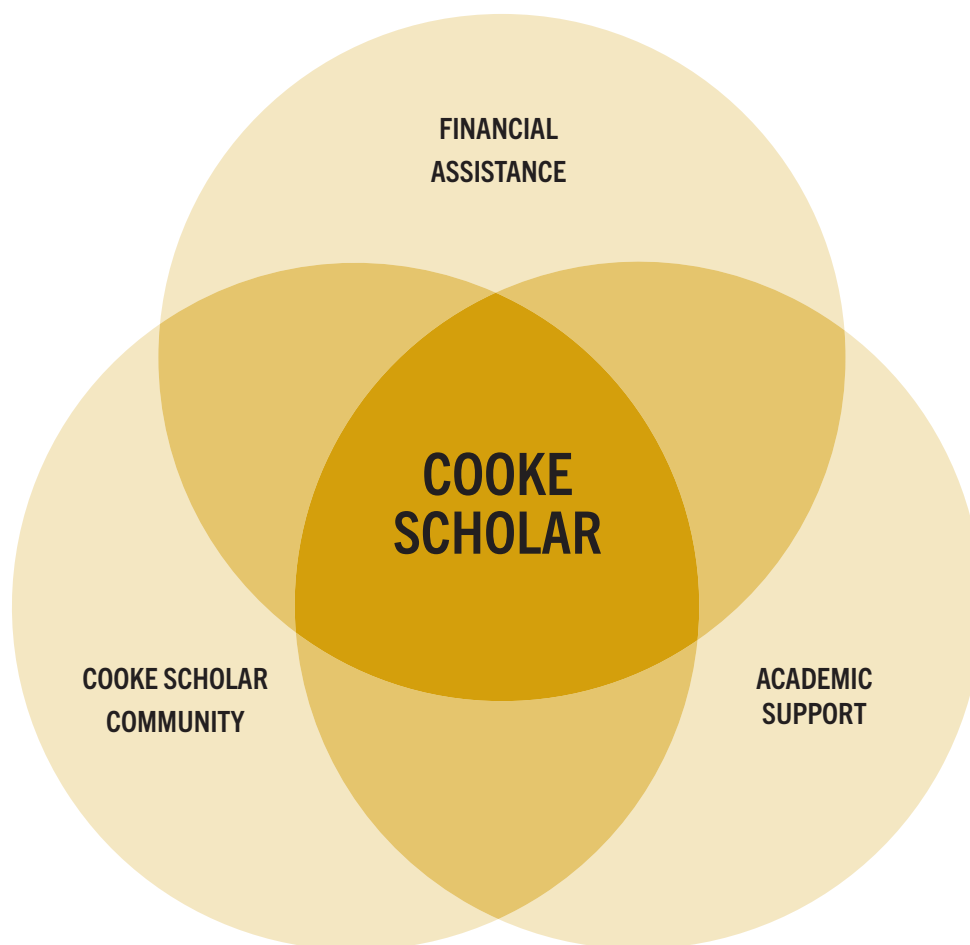 FINANCIAL
ASSISTANCE
COOKE
SCHOLAR
COOKE SCHOLAR
COMMUNITY
ACADEMIC
SUPPORT